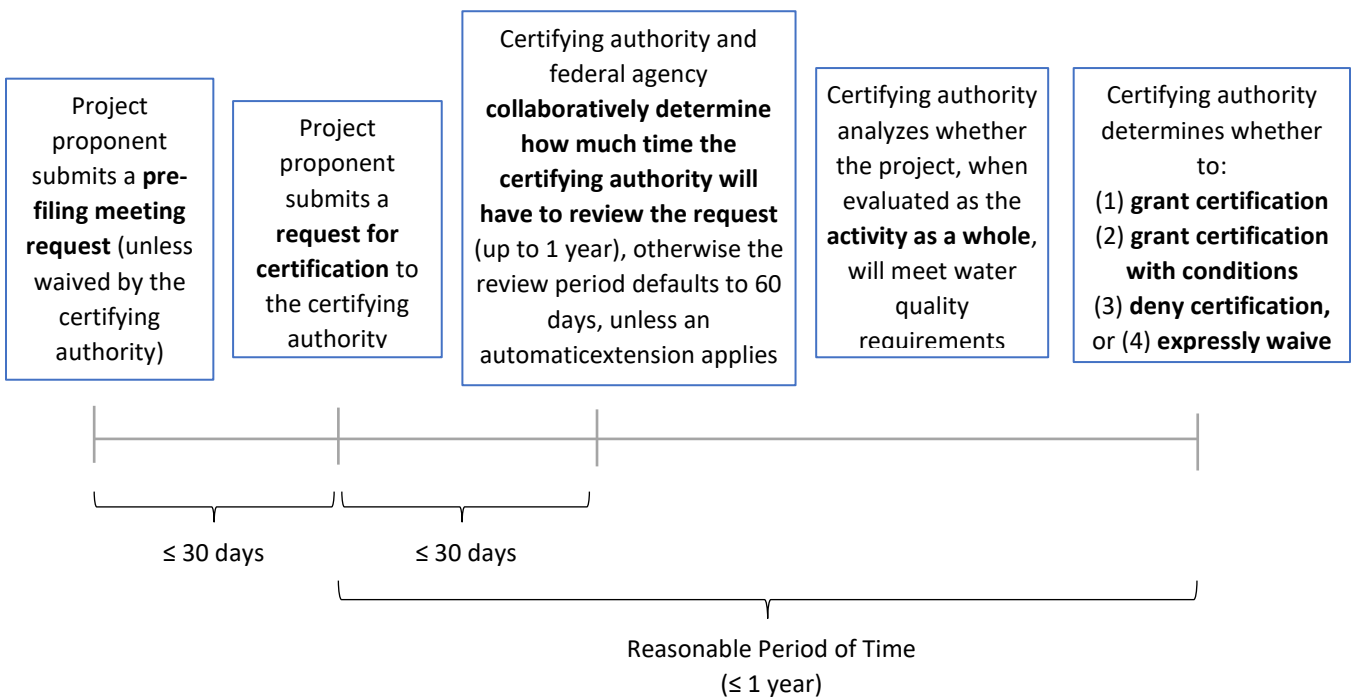 Project
proponent
submits a pre-
filing meeting
request (unless
waived by the
certifying
authority)
Project
proponent
submits a
request for
certification to
the certifying
authority
Certifying authority and
federal agency
collaboratively determine
how much time the
certifying authority will
have to review the request
(up to 1 year), otherwise the
review period defaults to 60
days, unless an
automaticextension applies
Certifying authority
analyzes whether
the project, when
evaluated as the
activity as a whole,
will meet water
quality
requirements
Certifying authority
determines whether
to:
(1) grant certification
(2) grant certification
with conditions
(3) deny certification,
or (4) expressly waive
≤ 30 days
≤ 30 days
Reasonable Period of Time
(≤ 1 year)